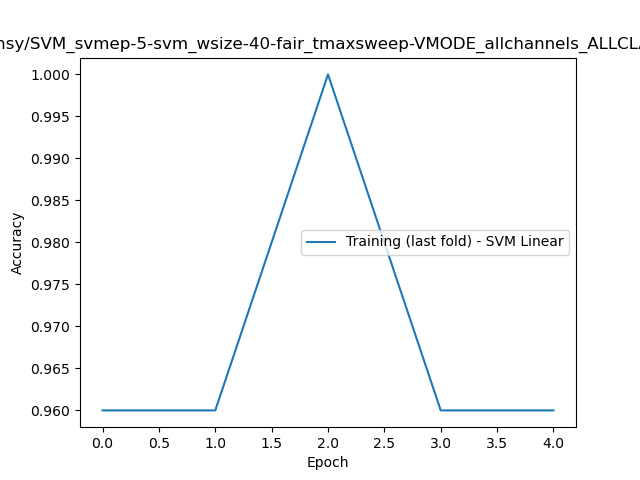 nsy/SVM_svmep-5-svm_wsize-40-fair_tmaxsweep-VMODE_allchannels_ALLCLA
1.000
0.995
0.990
0.985
0.980
0.975
0.970
0.965
0.960
Accuracy
Training (last fold) - SVM Linear
0.0 0.5 1.0 1.5 2.0 2.5 3.0 3.5 4.0
Epoch